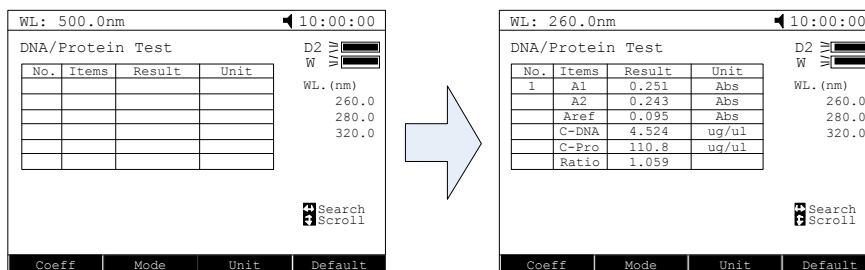 WL: 500.0nm 10:00:00
DNA/Protein Test
D2
W
No. Items Result Unit
WL.(nm)
260.0
280.0
320.0
Search
Scroll
Coeff Mode Unit Default
WL: 260.0nm 10:00:00
DNA/Protein Test
D2
W
No. Items Result Unit
1 A1 0.251 Abs
A2 0.243 Abs
Aref 0.095 Abs
C-DNA 4.524 ug/ul
C-Pro 110.8 ug/ul
Ratio 1.059
WL.(nm)
260.0
280.0
320.0
Search
Scroll
Coeff Mode Unit Default